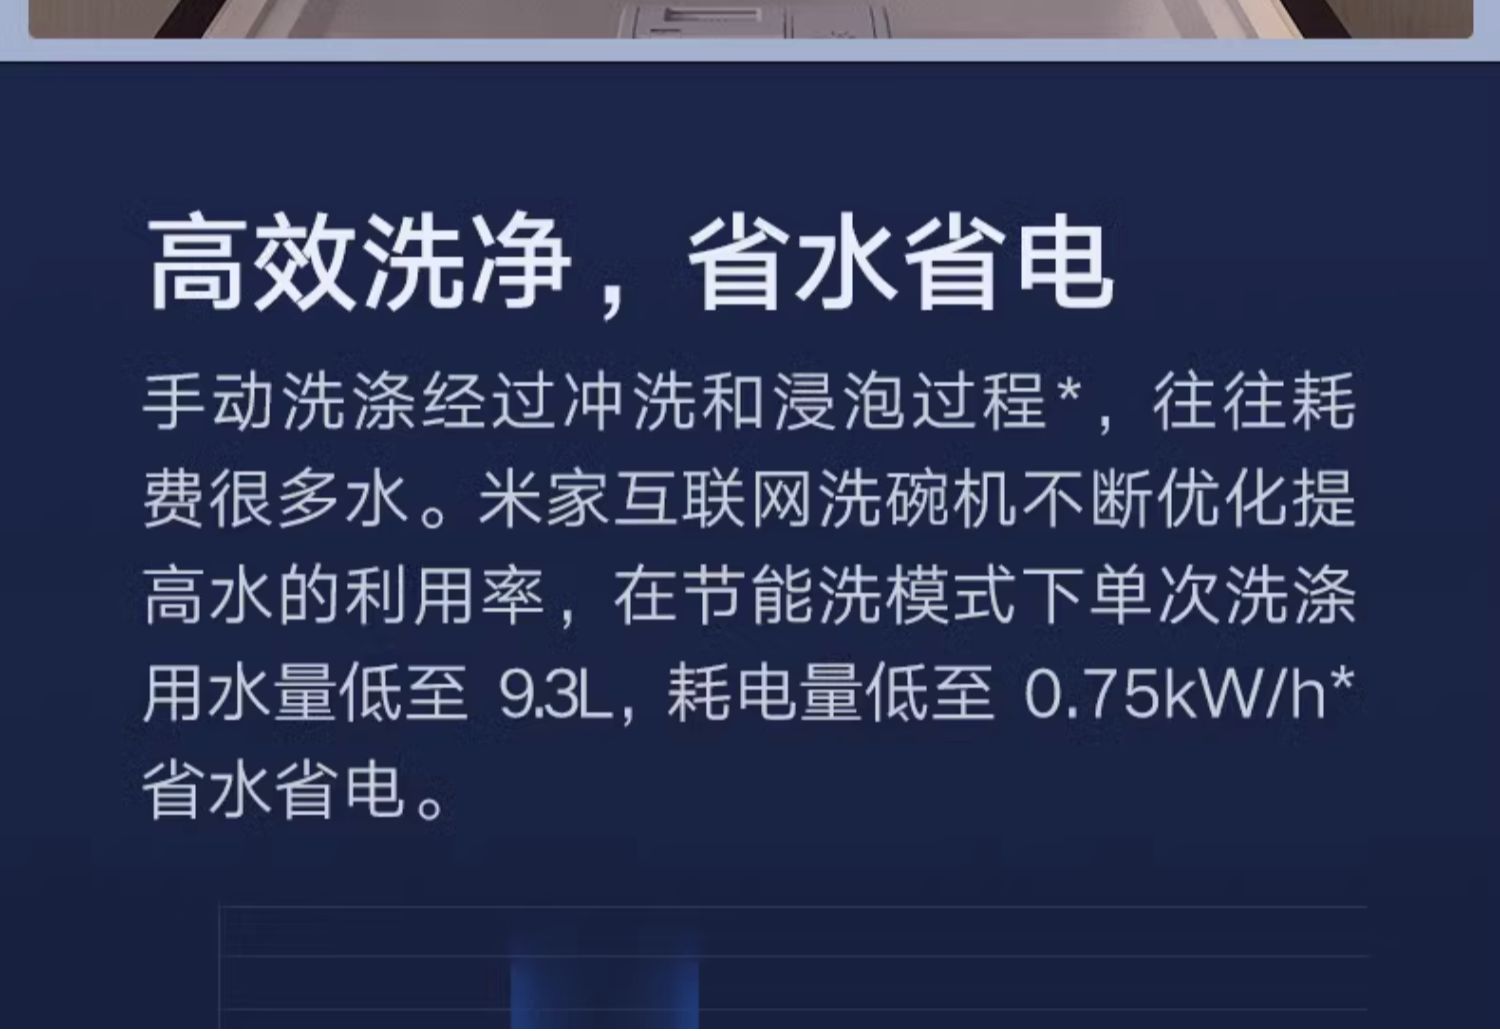 高效洗净，省水省电
手动洗涤经过冲洗和浸泡过程*，往往耗
费很多水。米家互联网洗碗机不断优化提
高水的利用率，在节能洗模式下单次洗涤
用水量低至 9.3L，耗电量低至 0.75kW/h*
省水省电。